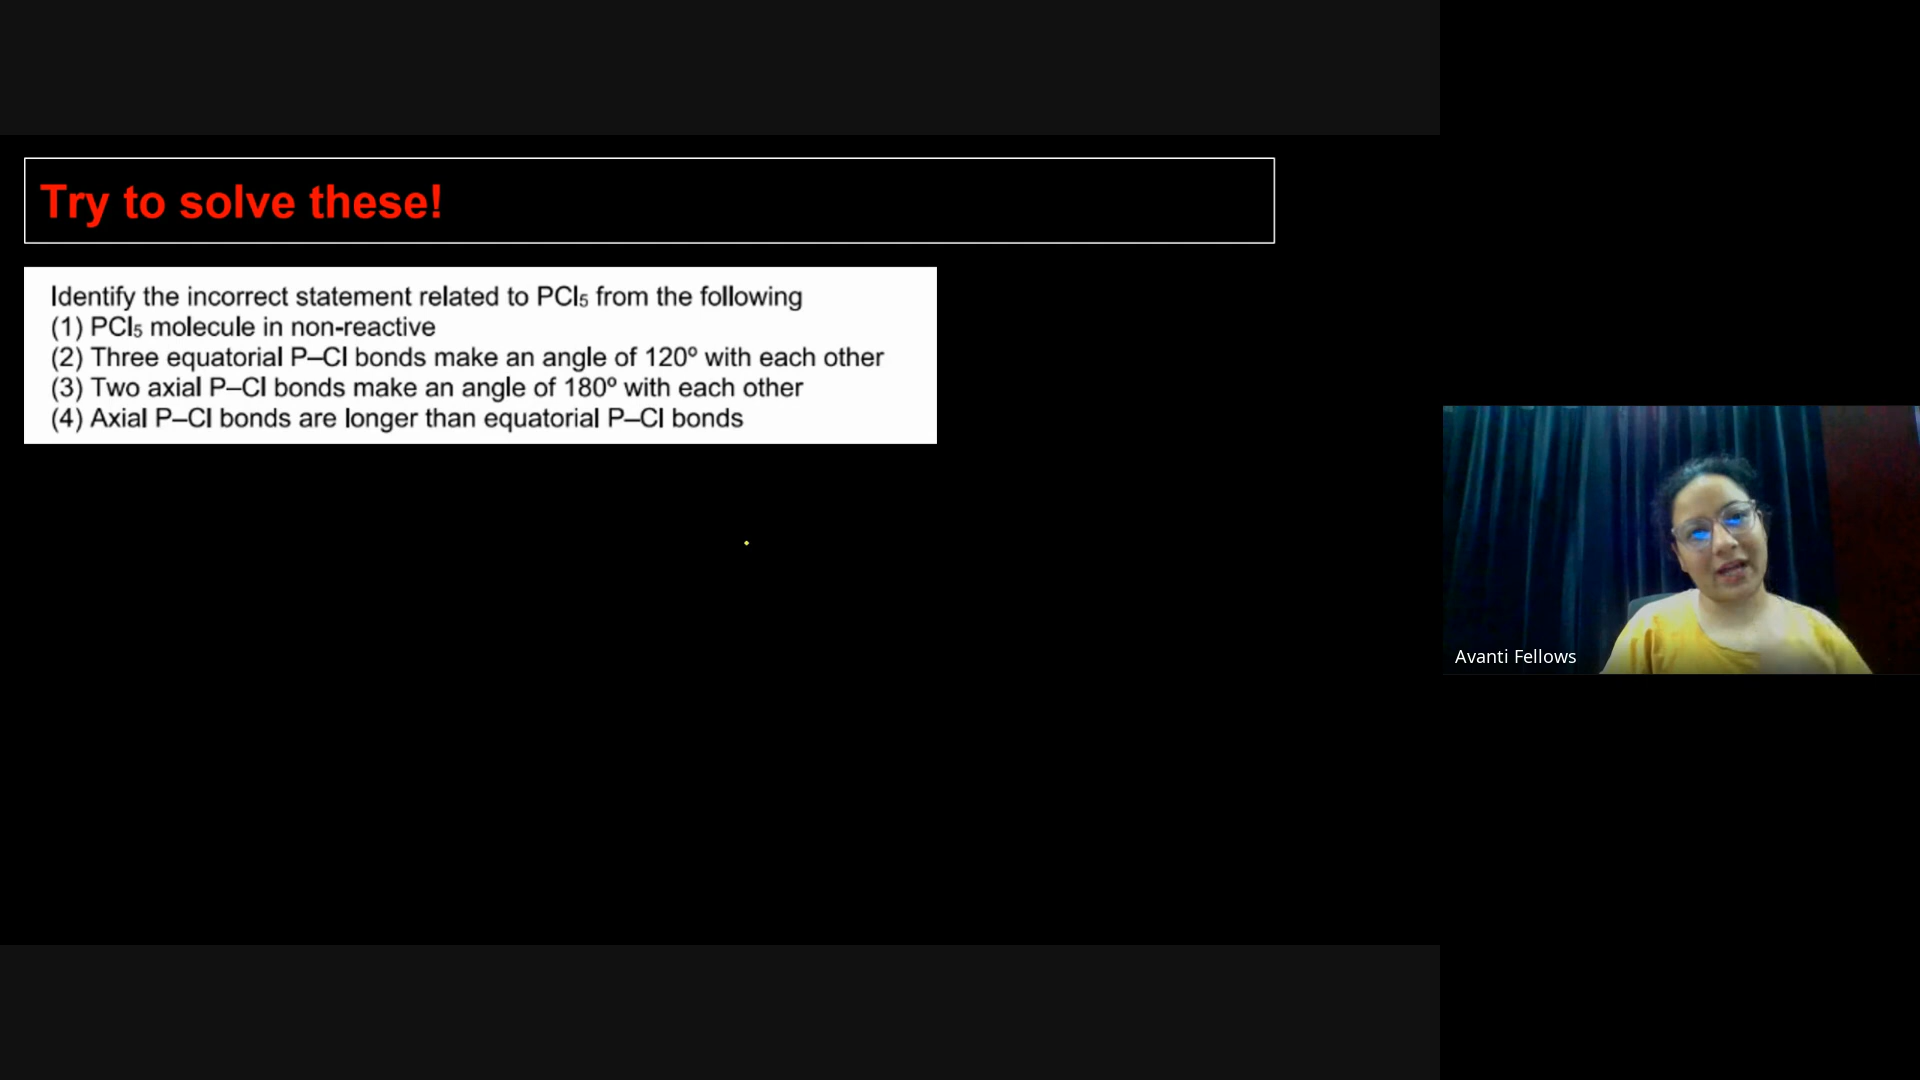 Try to solve these!
Identify the incorrect statement related to PCl₅ from the following
(1) PCl₅ molecule in non-reactive
(2) Three equatorial P–Cl bonds make an angle of 120º with each other
(3) Two axial P–Cl bonds make an angle of 180º with each other
(4) Axial P–Cl bonds are longer than equatorial P–Cl bonds
Avanti Fellows